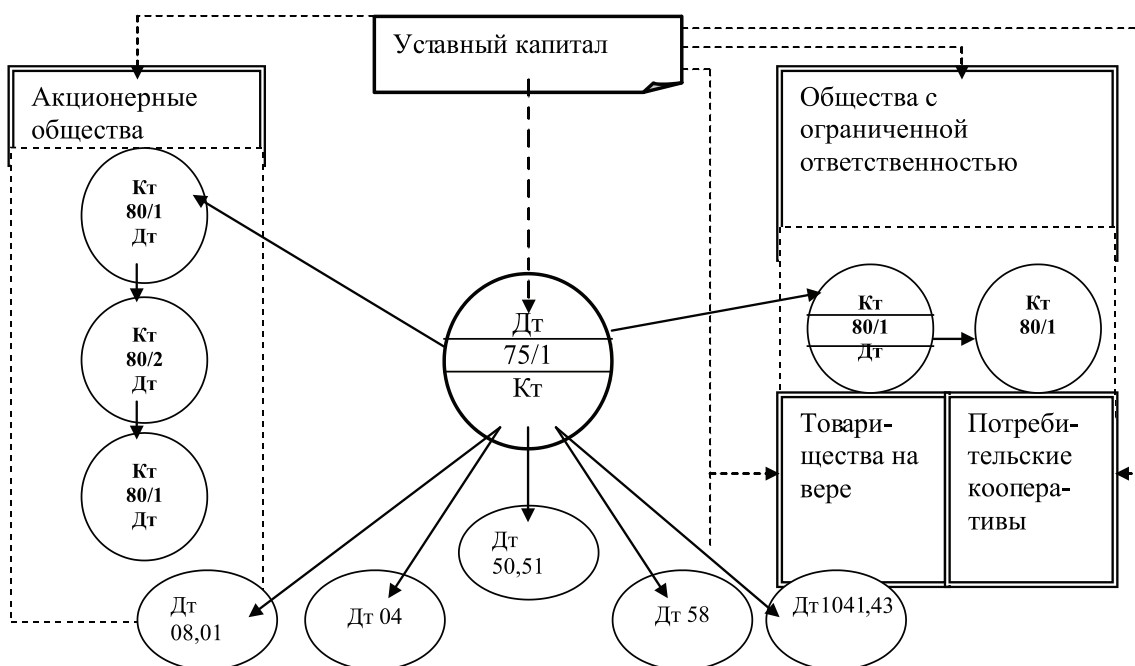 Уставный капитал
Акционерные
общества
Общества с
ограниченной
ответственностью
Кт
80/1
Дт
Кт
80/2
Дт
Кт
80/1
Дт
Дт
75/1
Кт
Кт
80/1
Дт
Кт
80/1
Товари-
щества на
вере
Потреби-
тельские
коопера-
тивы
Дт
08,01
Дт 04
Дт
50,51
Дт 58
Дт1041,43